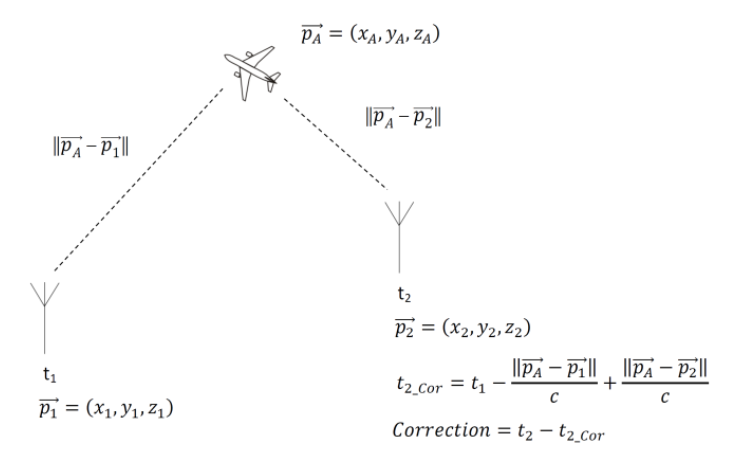 $\overrightarrow{p_A} = (x_A, y_A, z_A)$
$\|\overrightarrow{p_A} - \overrightarrow{p_2}\|$
$\|\overrightarrow{p_A} - \overrightarrow{p_1}\|$
t₂
$\overrightarrow{p_2} = (x_2, y_2, z_2)$
t₁
$t_{2\_Cor} = t_1 - \frac{\|\overrightarrow{p_A} - \overrightarrow{p_1}\|}{c} + \frac{\|\overrightarrow{p_A} - \overrightarrow{p_2}\|}{c}$
$\overrightarrow{p_1} = (x_1, y_1, z_1)$
$Correction = t_2 - t_{2\_Cor}$